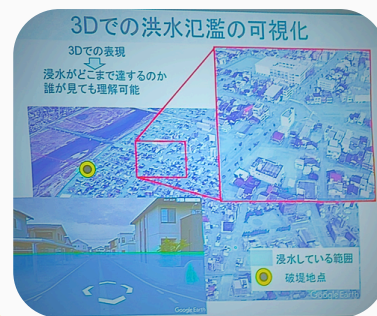 3Dでの洪水氾濫の可視化
3Dでの表現
浸水がどこまで達するのか
誰が見ても理解可能
浸水している範囲
破堤地点
Google Earth
Google Earth